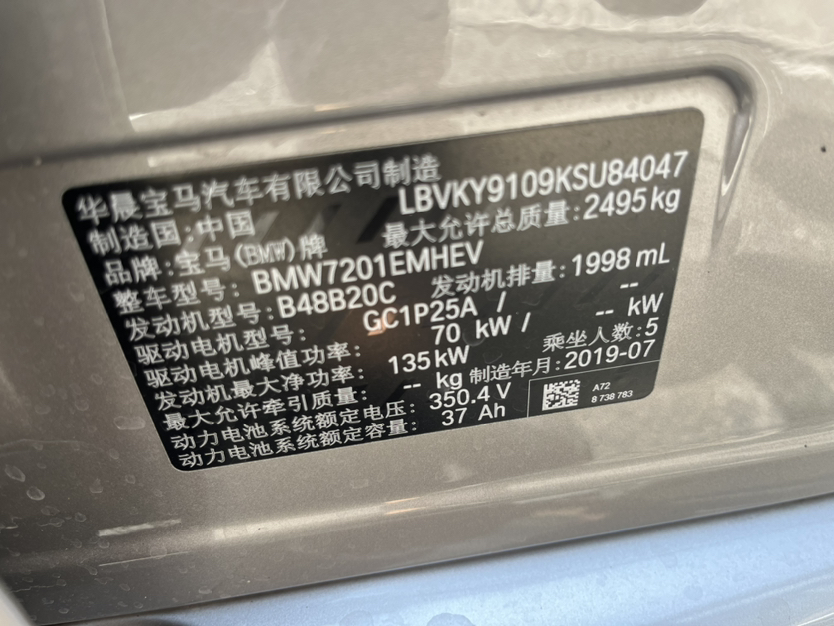 华晨宝马汽车有限公司制造
LBVKY9109KSU84047
制造国:中国 最大允许总质量:2495kg
品牌:宝马(BMW)牌
整车型号: BMW7201EMHEV
发动机型号:B48B20C 发动机排量:1998 mL
驱动电机型号: GC1P25A / --
驱动电机峰值功率: 70 kW / -- kW
发动机最大净功率: 135kW 乘坐人数:5
最大允许牵引质量: -- kg 制造年月:2019-07
动力电池系统额定电压: 350.4 V
动力电池系统额定容量: 37 Ah
A72
8 738 783